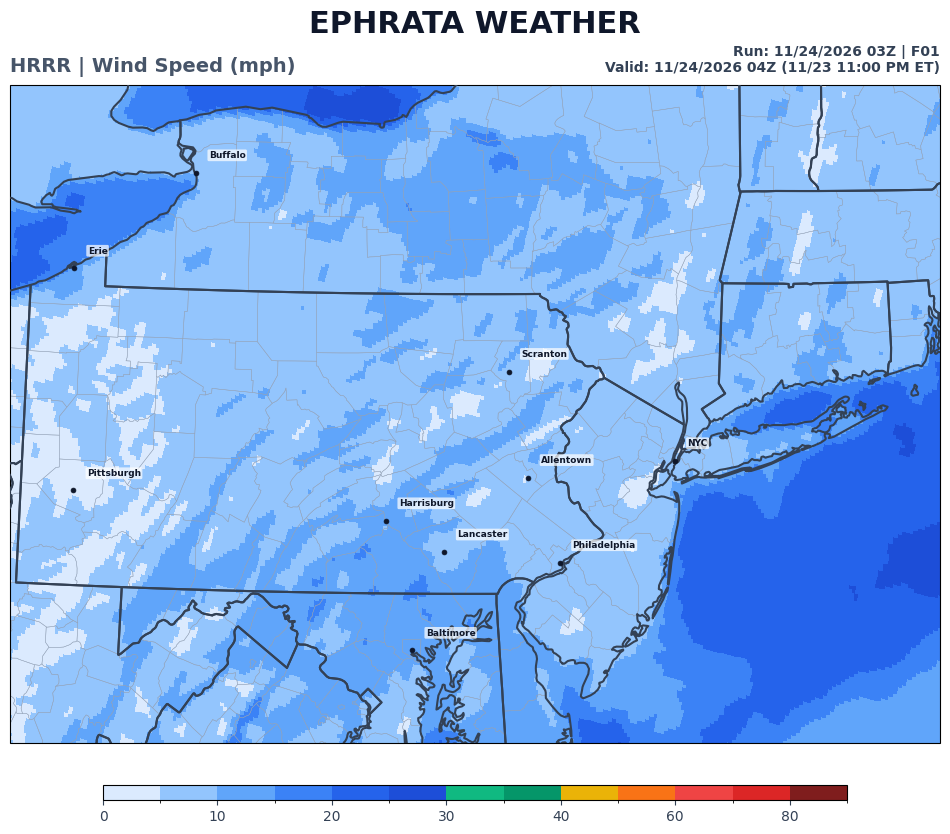 EPHRATA WEATHER
HRRR | Wind Speed (mph)
Run: 11/24/2026 03Z | F01
Valid: 11/24/2026 04Z (11/23 11:00 PM ET)
Buffalo
Erie
Scranton
NYC
Allentown
Pittsburgh
Harrisburg
Lancaster
Philadelphia
Baltimore
0 10 20 30 40 60 80